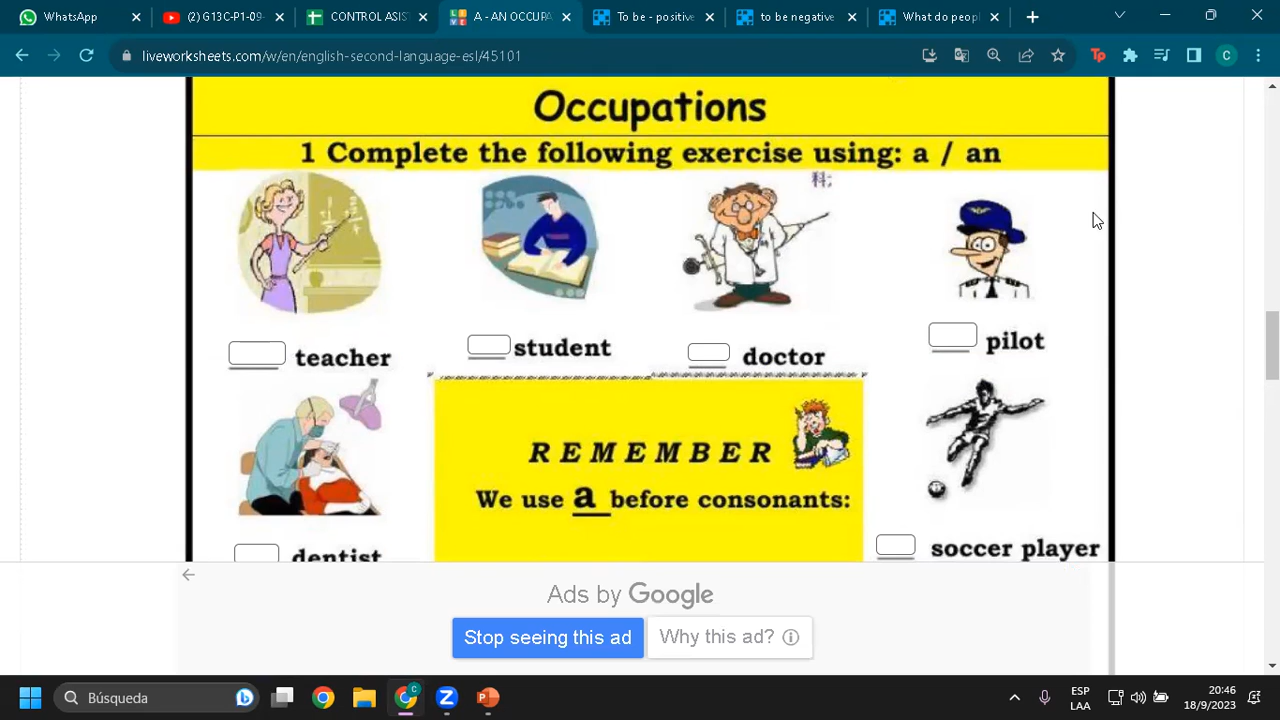 WhatsApp
(2) G13C-P1-09-
CONTROL ASIS
A - AN OCCUPA
To be - positive
to be negative
What do peopl
liveworksheets.com/w/en/english-second-language-esl/45101
C
Occupations
1 Complete the following exercise using: a / an
科;
teacher
student
doctor
pilot
REMEMBER
We use a before consonants:
dentist
soccer player
Ads by Google
Stop seeing this ad
Why this ad?
Búsqueda
ESP
LAA
20:46
18/9/2023